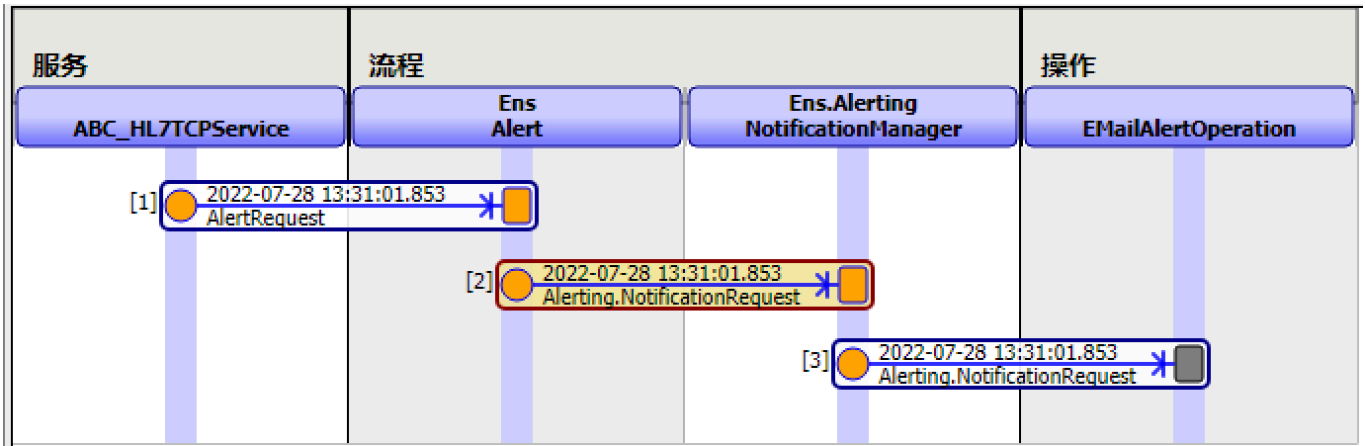 服务
流程
操作
ABC_HL7TCPService
Ens
Alert
Ens.Alerting
NotificationManager
EMailAlertOperation
[1]
2022-07-28 13:31:01.853
AlertRequest
[2]
2022-07-28 13:31:01.853
Alerting.NotificationRequest
[3]
2022-07-28 13:31:01.853
Alerting.NotificationRequest